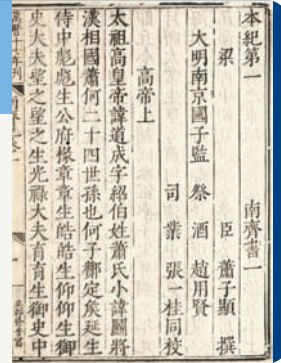 本紀第一 南齊書一
梁 臣 蕭子顯 撰
大明南京國子監 祭酒 趙用賢
司業 張一桂 同校
高帝上
太祖高皇帝諱道成字紹伯姓蕭氏小諱鬭將
漢相國蕭何二十四世孫也何子酇定矦延生
侍中彪彪生公府掾章章生皓皓生仰仰生御
史大夫望之望之生光祿大夫育育生御史中